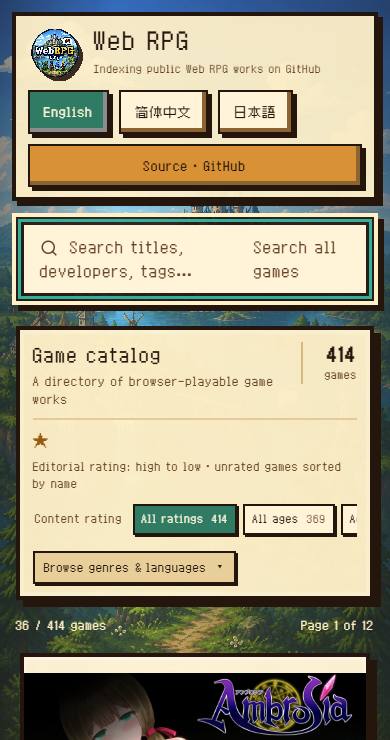 WebRPG
Web RPG
Indexing public Web RPG works on GitHub
English
简体中文
日本語
Source · GitHub
Search titles,
developers, tags...
Search all
games
Game catalog
A directory of browser-playable game
works
414
games
Editorial rating: high to low · unrated games sorted
by name
Content rating
All ratings 414
All ages 369
Browse genres & languages
36 / 414 games
Page 1 of 12
AmbroSia